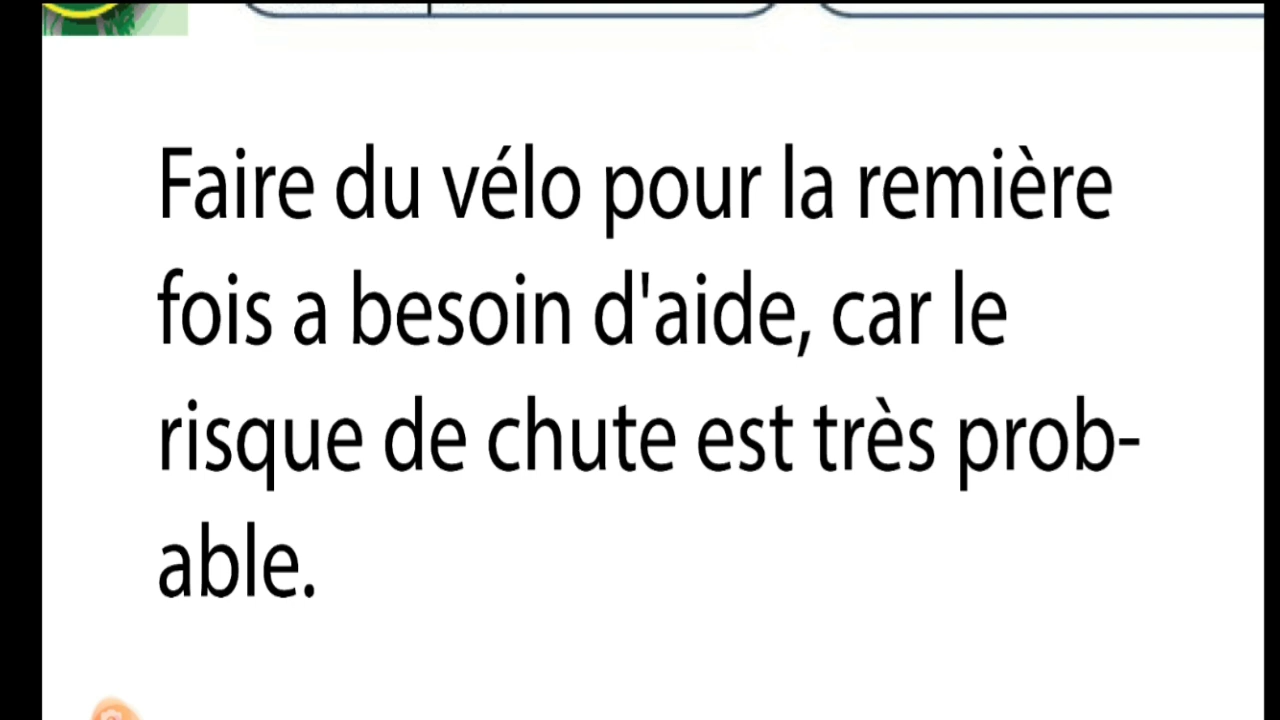 Faire du vélo pour la remière
fois a besoin d'aide, car le
risque de chute est très prob-
able.